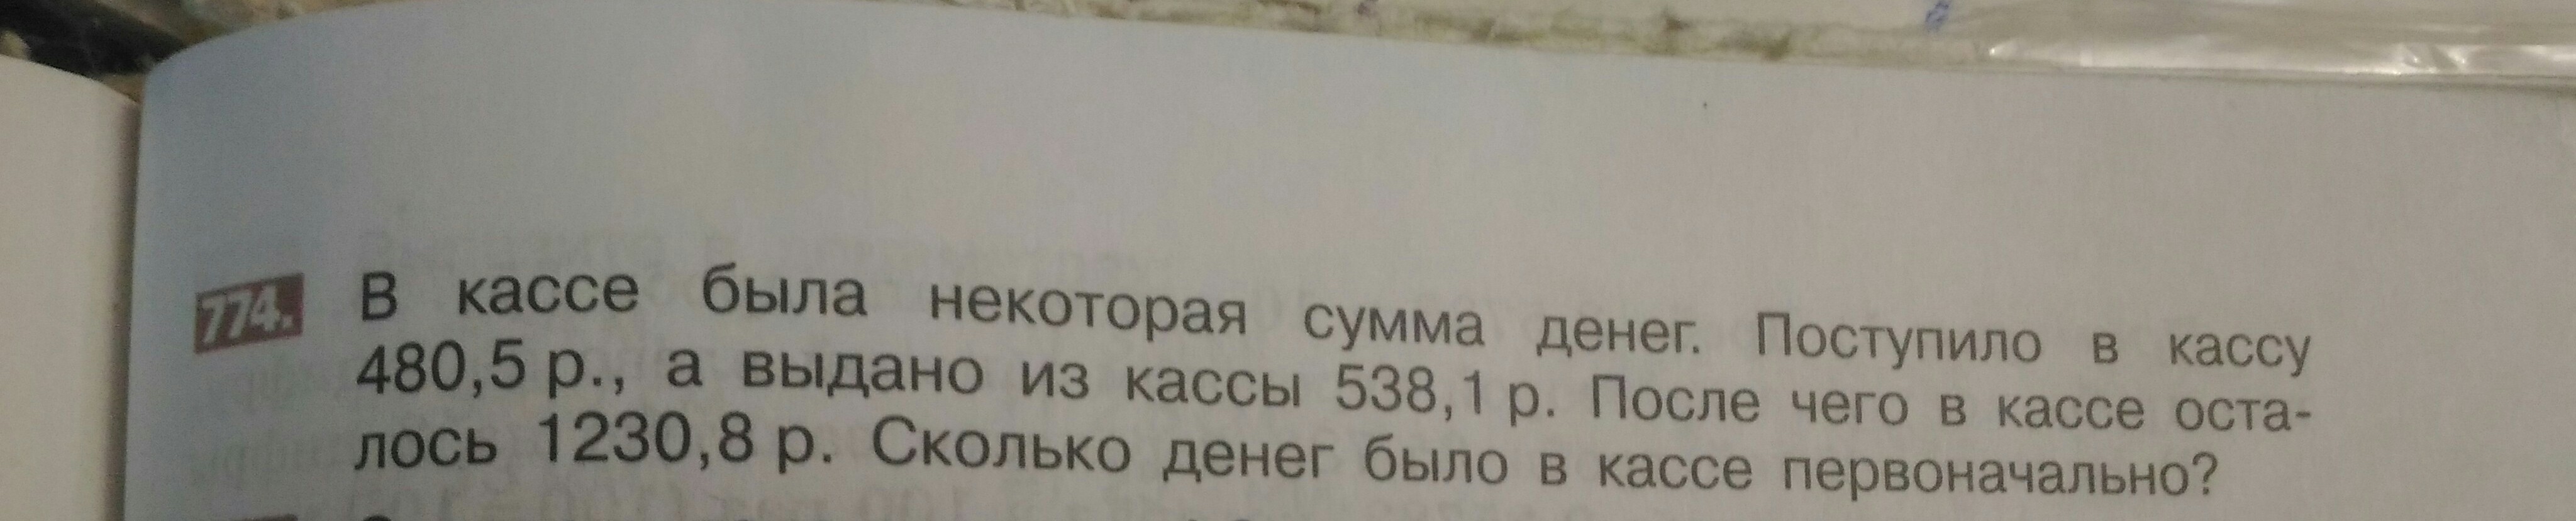 774. В кассе была некоторая сумма денег. Поступило в кассу
480,5 р., а выдано из кассы 538,1 р. После чего в кассе оста-
лось 1230,8 р. Сколько денег было в кассе первоначально?